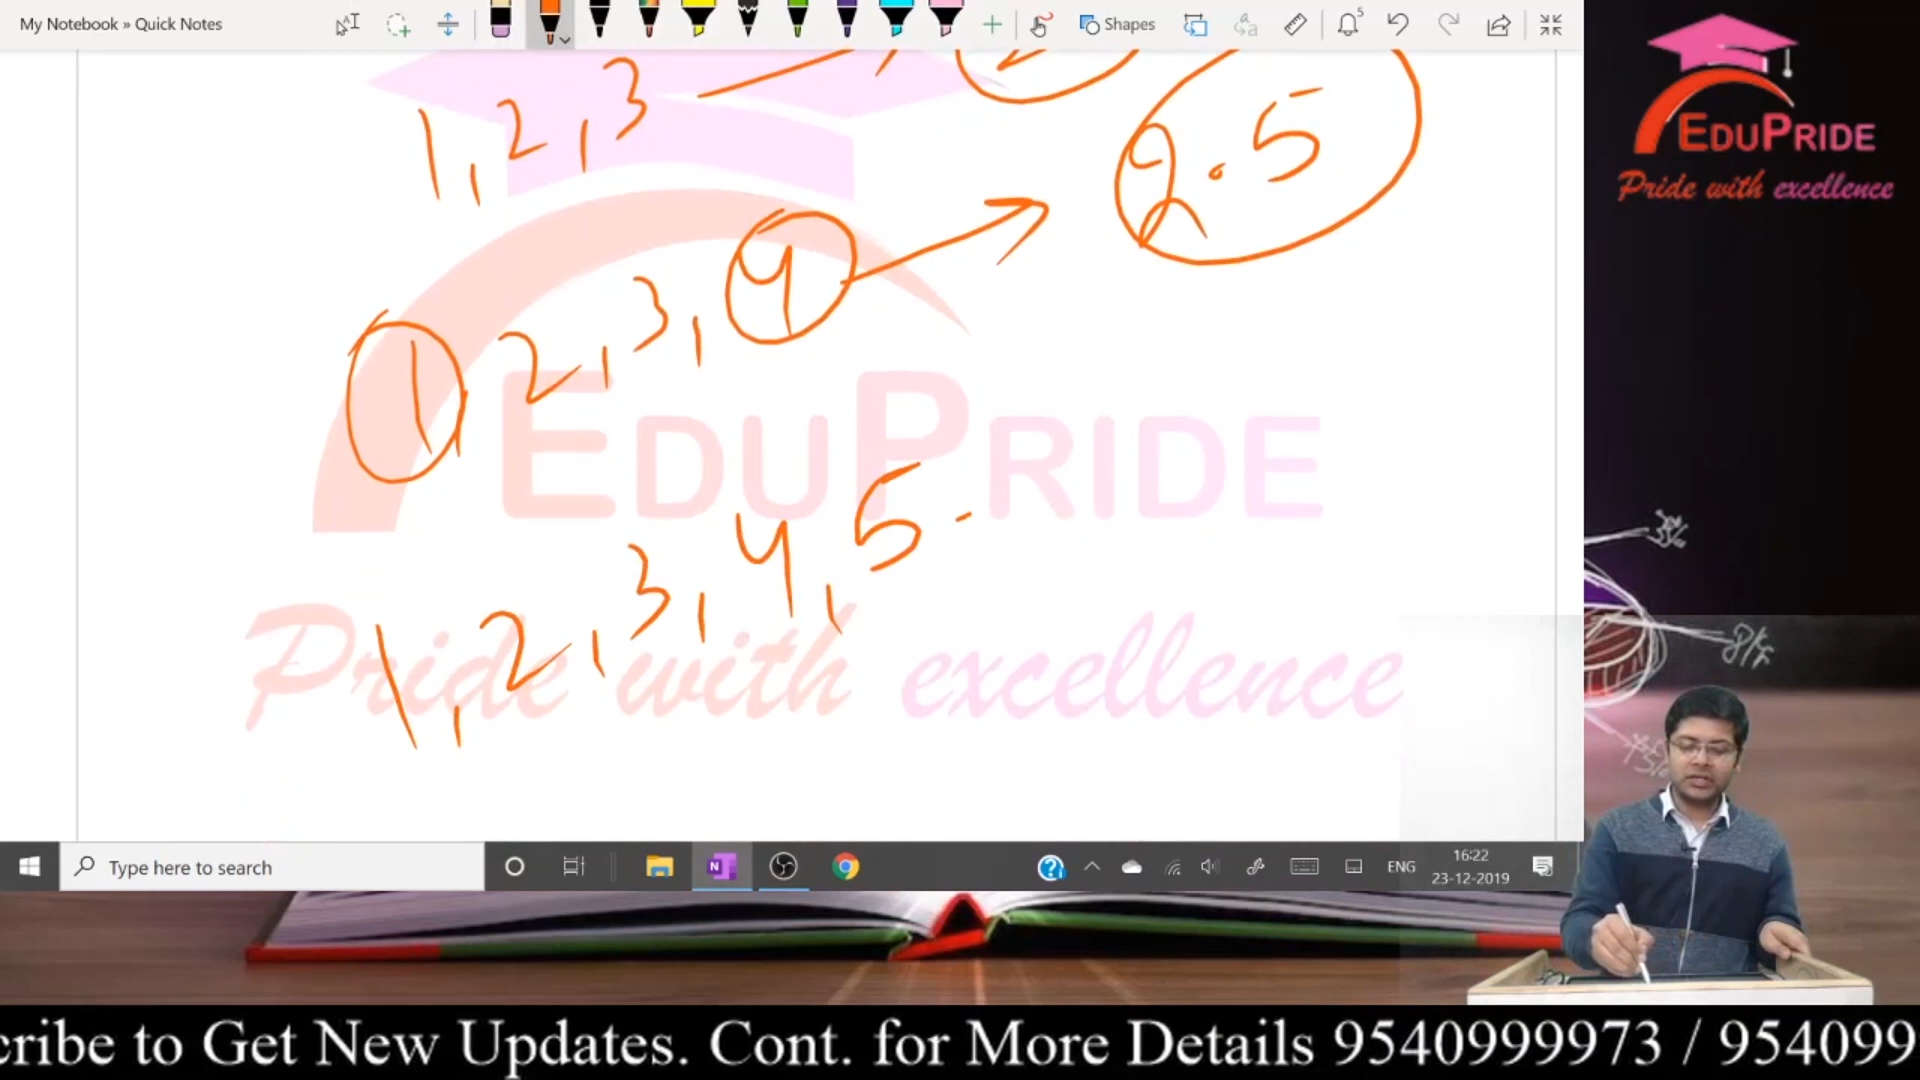 My Notebook » Quick Notes
Shapes
5
EDUPRIDE
Pride with excellence
1, 2, 3
2.5
1, 2, 3, 4
EDUPRIDE
1, 2, 3, 4, 5
Pride with excellence
Type here to search
ENG
16:22
23-12-2019
cribe to Get New Updates. Cont. for More Details 9540999973 / 954099